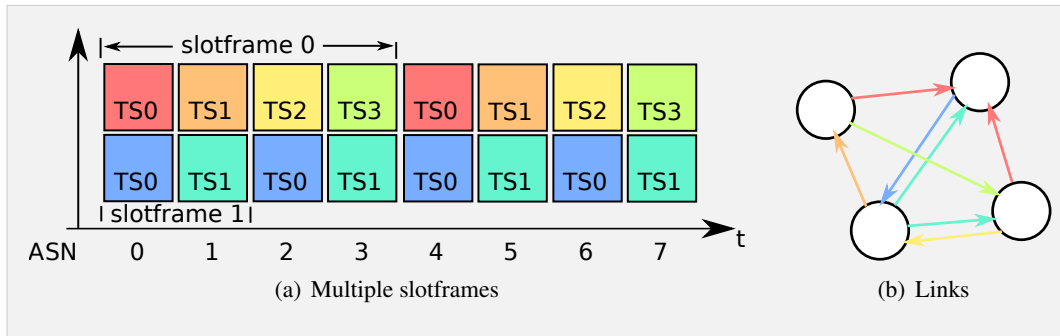 slotframe 0
TS0 TS1 TS2 TS3 TS0 TS1 TS2 TS3
TS0 TS1 TS0 TS1 TS0 TS1 TS0 TS1
slotframe 1
t
ASN 0 1 2 3 4 5 6 7
(a) Multiple slotframes
(b) Links